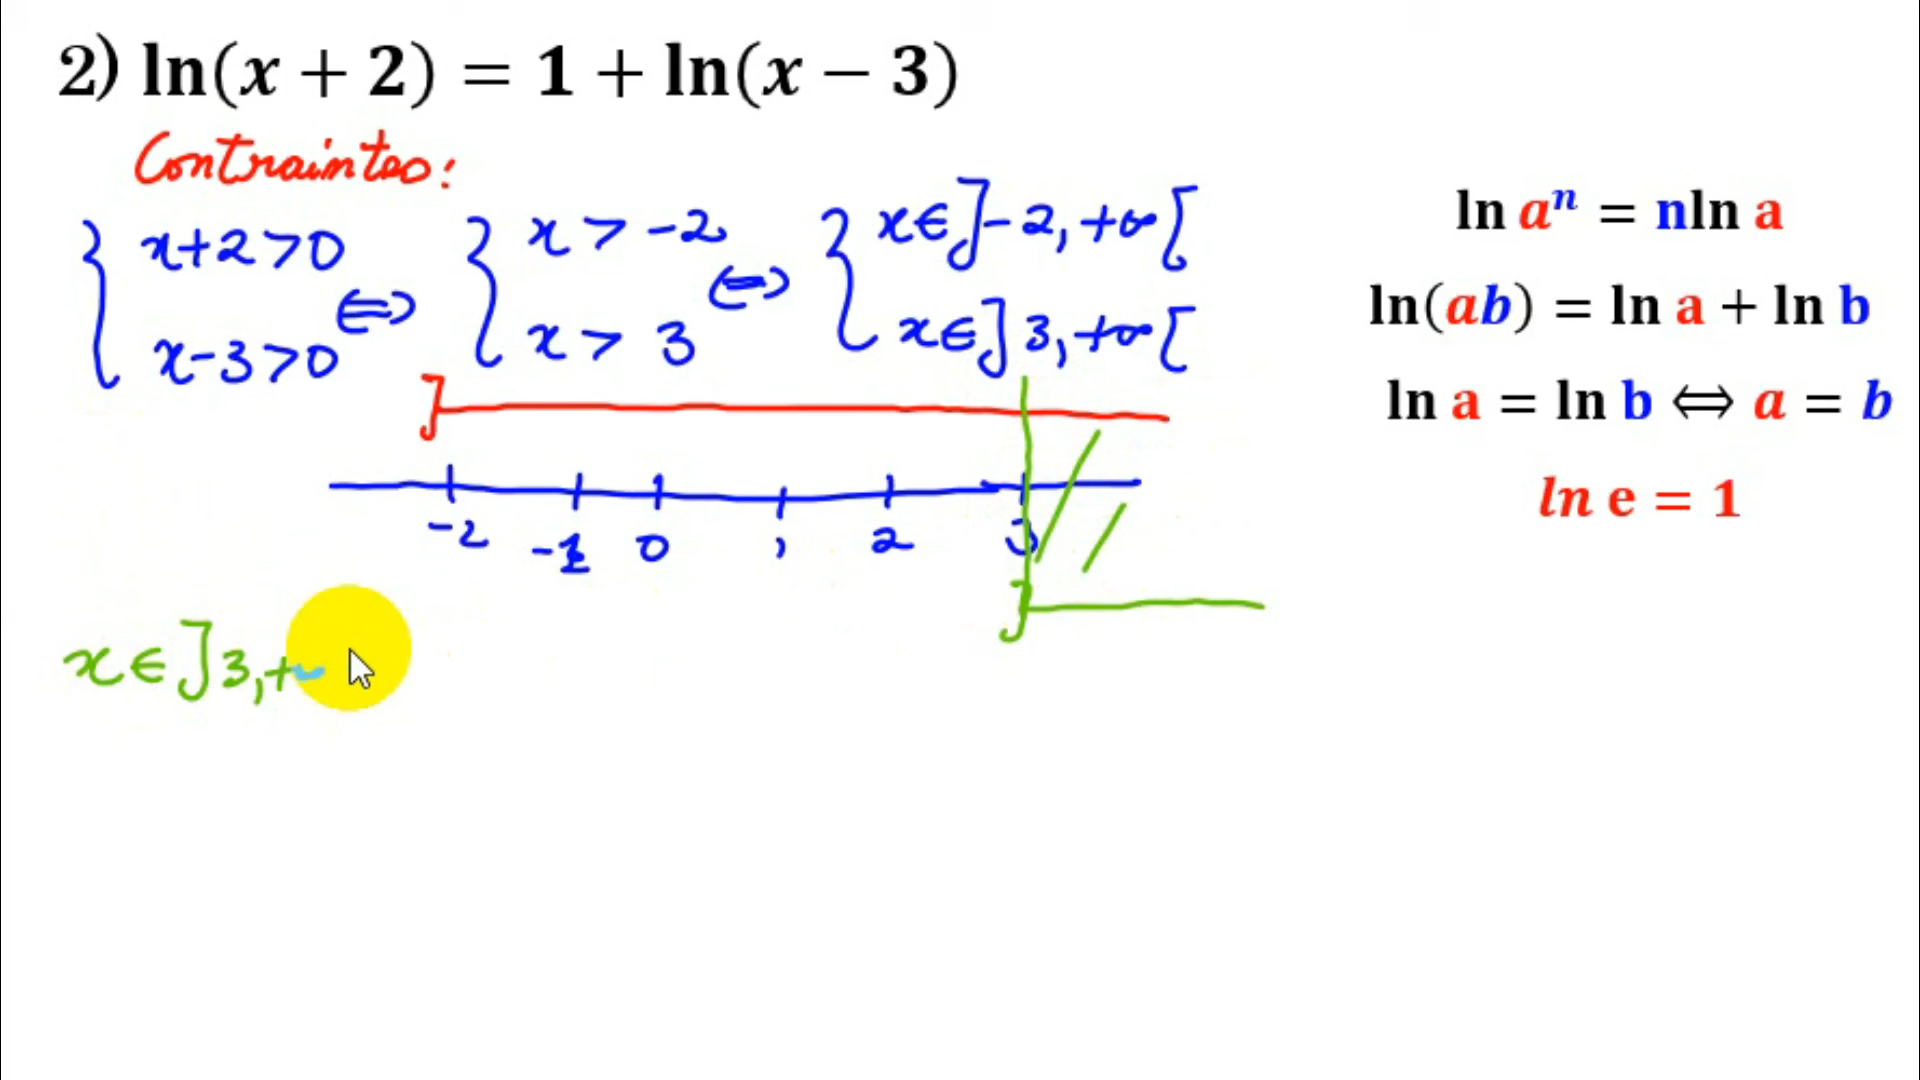 2) ln(x + 2) = 1 + ln(x − 3)
Contraintes:
{ x+2>0 ⇔ { x > -2 ⇔ { x∈]-2,+∞[
x-3>0 x > 3 x∈]3,+∞[
-2 -1 0 1 2 3
x∈]3,+
ln aⁿ = nln a
ln(ab) = ln a + ln b
ln a = ln b ⇔ a = b
ln e = 1